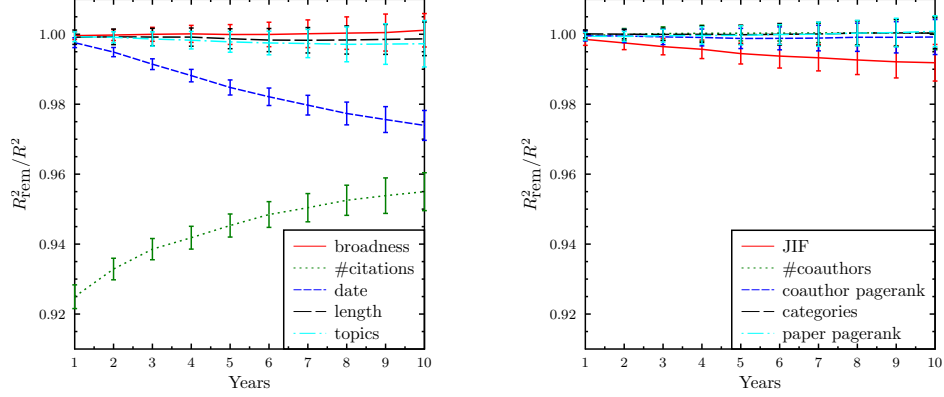 1.00
0.98
0.96
0.94
0.92
R²rem/R²
1 2 3 4 5 6 7 8 9 10
Years
broadness
#citations
date
length
topics
1.00
0.98
0.96
0.94
0.92
R²rem/R²
1 2 3 4 5 6 7 8 9 10
Years
JIF
#coauthors
coauthor pagerank
categories
paper pagerank